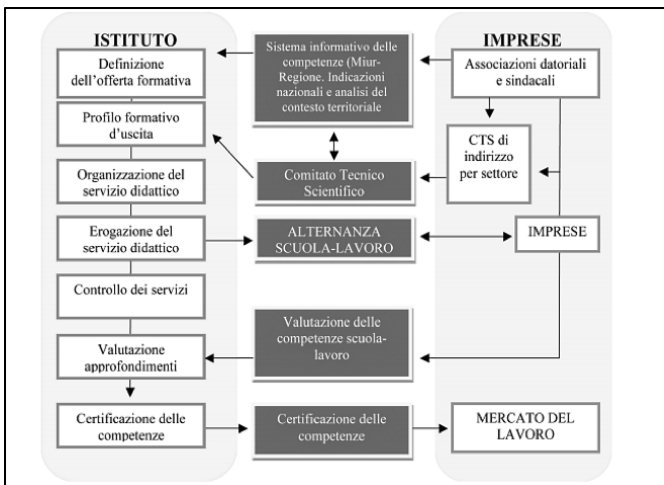 ISTITUTO
Definizione
dell'offerta formativa
Profilo formativo
d'uscita
Organizzazione del
servizio didattico
Erogazione del
servizio didattico
Controllo dei servizi
Valutazione
approfondimenti
Certificazione delle
competenze
Sistema informativo delle
competenze (Miur-
Regione. Indicazioni
nazionali e analisi del
contesto territoriale
Comitato Tecnico
Scientifico
ALTERNANZA
SCUOLA-LAVORO
Valutazione delle
competenze scuola-
lavoro
Certificazione delle
competenze
IMPRESE
Associazioni datoriali
e sindacali
CTS di
indirizzo
per settore
IMPRESE
MERCATO DEL
LAVORO